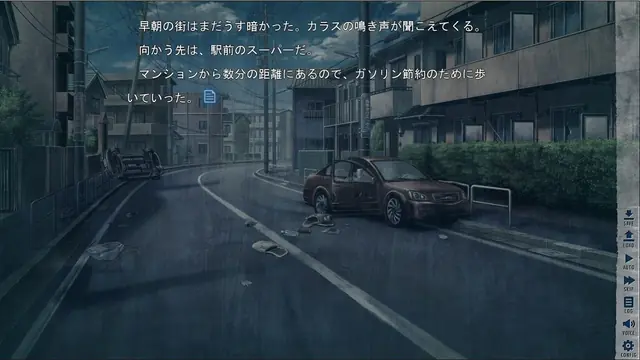 早朝の街はまだうす暗かった。カラスの鳴き声が聞こえてくる。
向かう先は、駅前のスーパーだ。
マンションから数分の距離にあるので、ガソリン節約のために歩
いていった。
SAVE
LOAD
AUTO
SKIP
LOG
VOICE
CONFIG